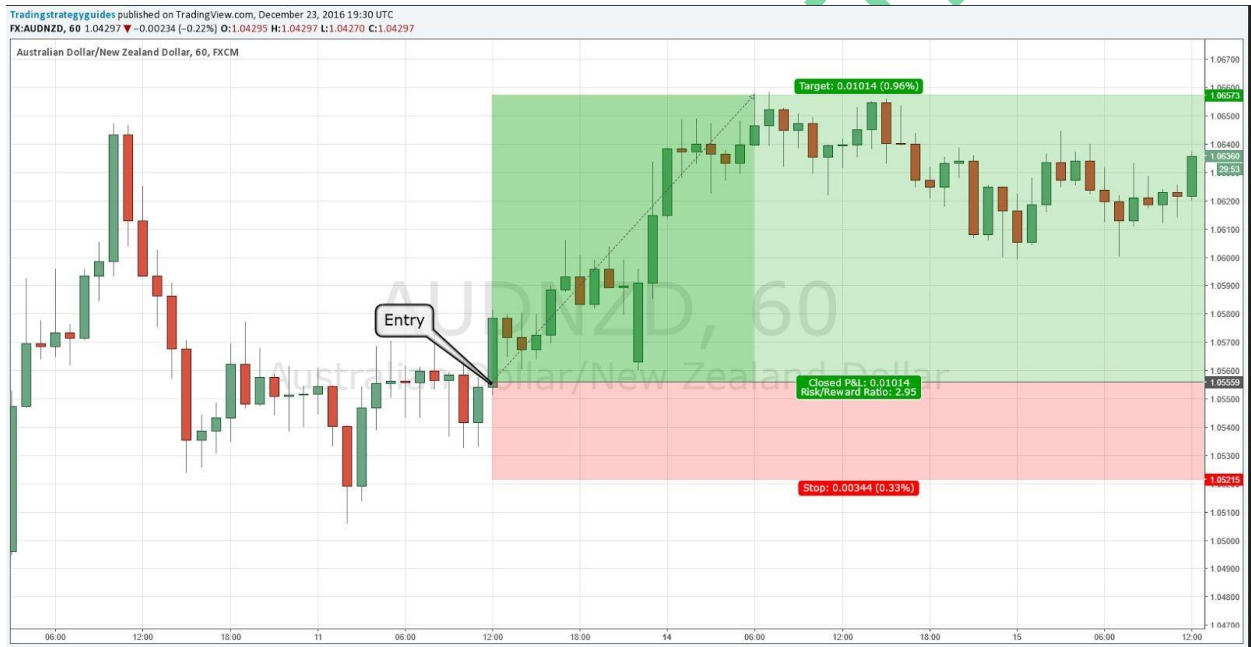 Tradingstrategyguides published on TradingView.com, December 23, 2016 19:30 UTC
FX:AUDNZD, 60 1.04297 ▼ −0.00234 (−0.22%) O:1.04295 H:1.04297 L:1.04270 C:1.04297
Australian Dollar/New Zealand Dollar, 60, FXCM
1.06700
Target: 0.01014 (0.96%)
1.06573
1.06500
1.06400
1.06360
29:53
1.06200
1.06100
1.06000
1.05900
AUDNZD, 60
1.05800
Entry
1.05700
Australian Dollar/New Zealand Dollar
1.05600
Closed P&L: 0.01014
1.05559
Risk/Reward Ratio: 2.95
1.05500
1.05400
1.05300
1.05215
Stop: 0.00344 (0.33%)
1.05100
1.05000
1.04900
1.04800
1.04700
06:00 12:00 18:00 11 06:00 12:00 18:00 14 06:00 12:00 18:00 15 06:00 12:00